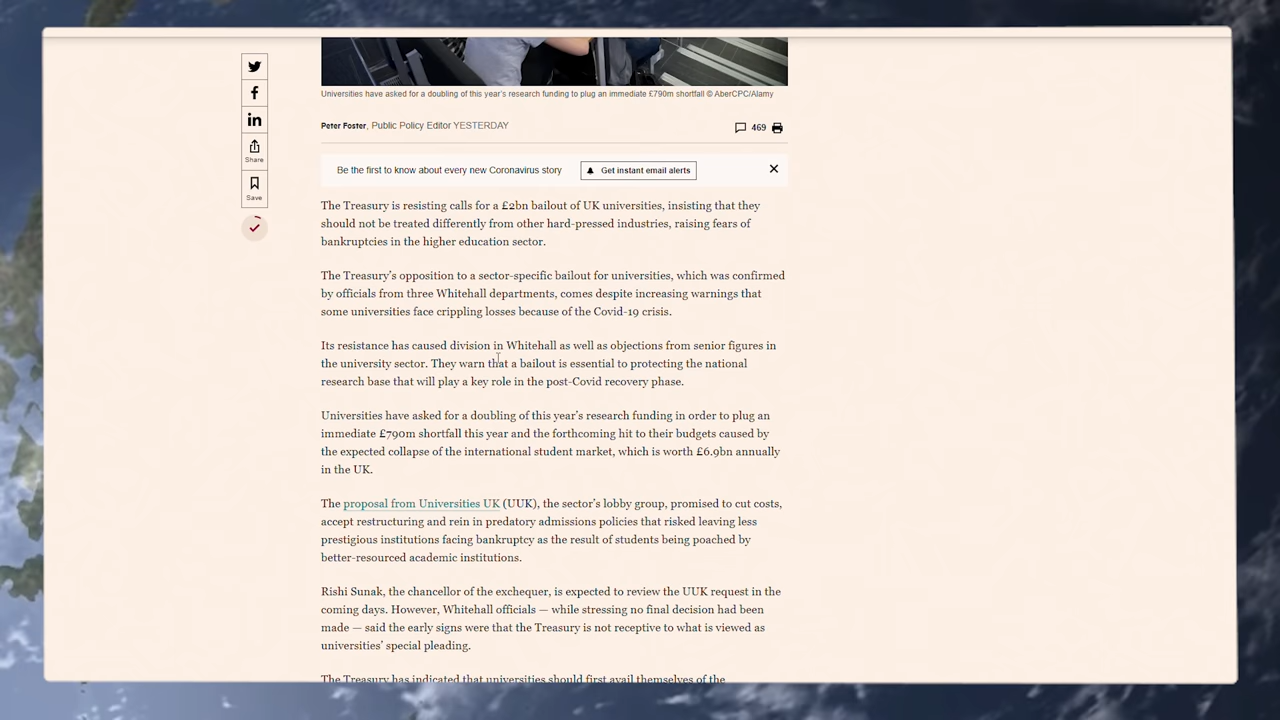 Universities have asked for a doubling of this year's research funding to plug an immediate £790m shortfall © AberCPC/Alamy
Peter Foster, Public Policy Editor YESTERDAY
469
Share
Save
Be the first to know about every new Coronavirus story
Get instant email alerts
The Treasury is resisting calls for a £2bn bailout of UK universities, insisting that they
should not be treated differently from other hard-pressed industries, raising fears of
bankruptcies in the higher education sector.
The Treasury's opposition to a sector-specific bailout for universities, which was confirmed
by officials from three Whitehall departments, comes despite increasing warnings that
some universities face crippling losses because of the Covid-19 crisis.
Its resistance has caused division in Whitehall as well as objections from senior figures in
the university sector. They warn that a bailout is essential to protecting the national
research base that will play a key role in the post-Covid recovery phase.
Universities have asked for a doubling of this year's research funding in order to plug an
immediate £790m shortfall this year and the forthcoming hit to their budgets caused by
the expected collapse of the international student market, which is worth £6.9bn annually
in the UK.
The proposal from Universities UK (UUK), the sector's lobby group, promised to cut costs,
accept restructuring and rein in predatory admissions policies that risked leaving less
prestigious institutions facing bankruptcy as the result of students being poached by
better-resourced academic institutions.
Rishi Sunak, the chancellor of the exchequer, is expected to review the UUK request in the
coming days. However, Whitehall officials — while stressing no final decision had been
made — said the early signs were that the Treasury is not receptive to what is viewed as
universities' special pleading.
The Treasury has indicated that universities should first avail themselves of the